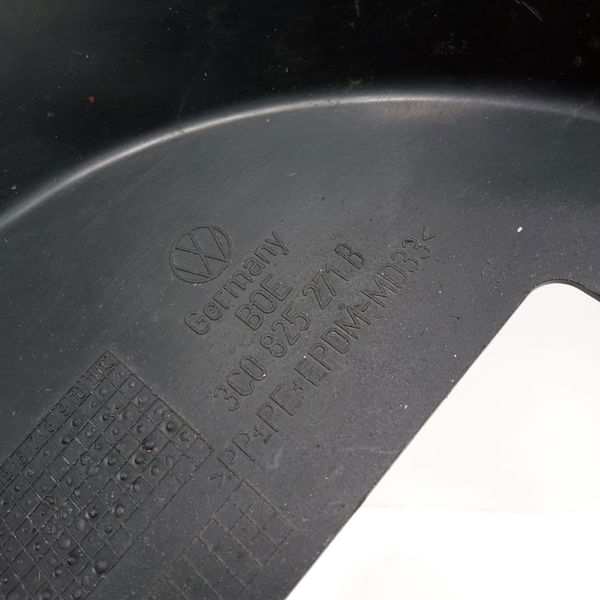 Germany
BOE
3C0 825 271 B
>PP+PE+EPDM-MD33<